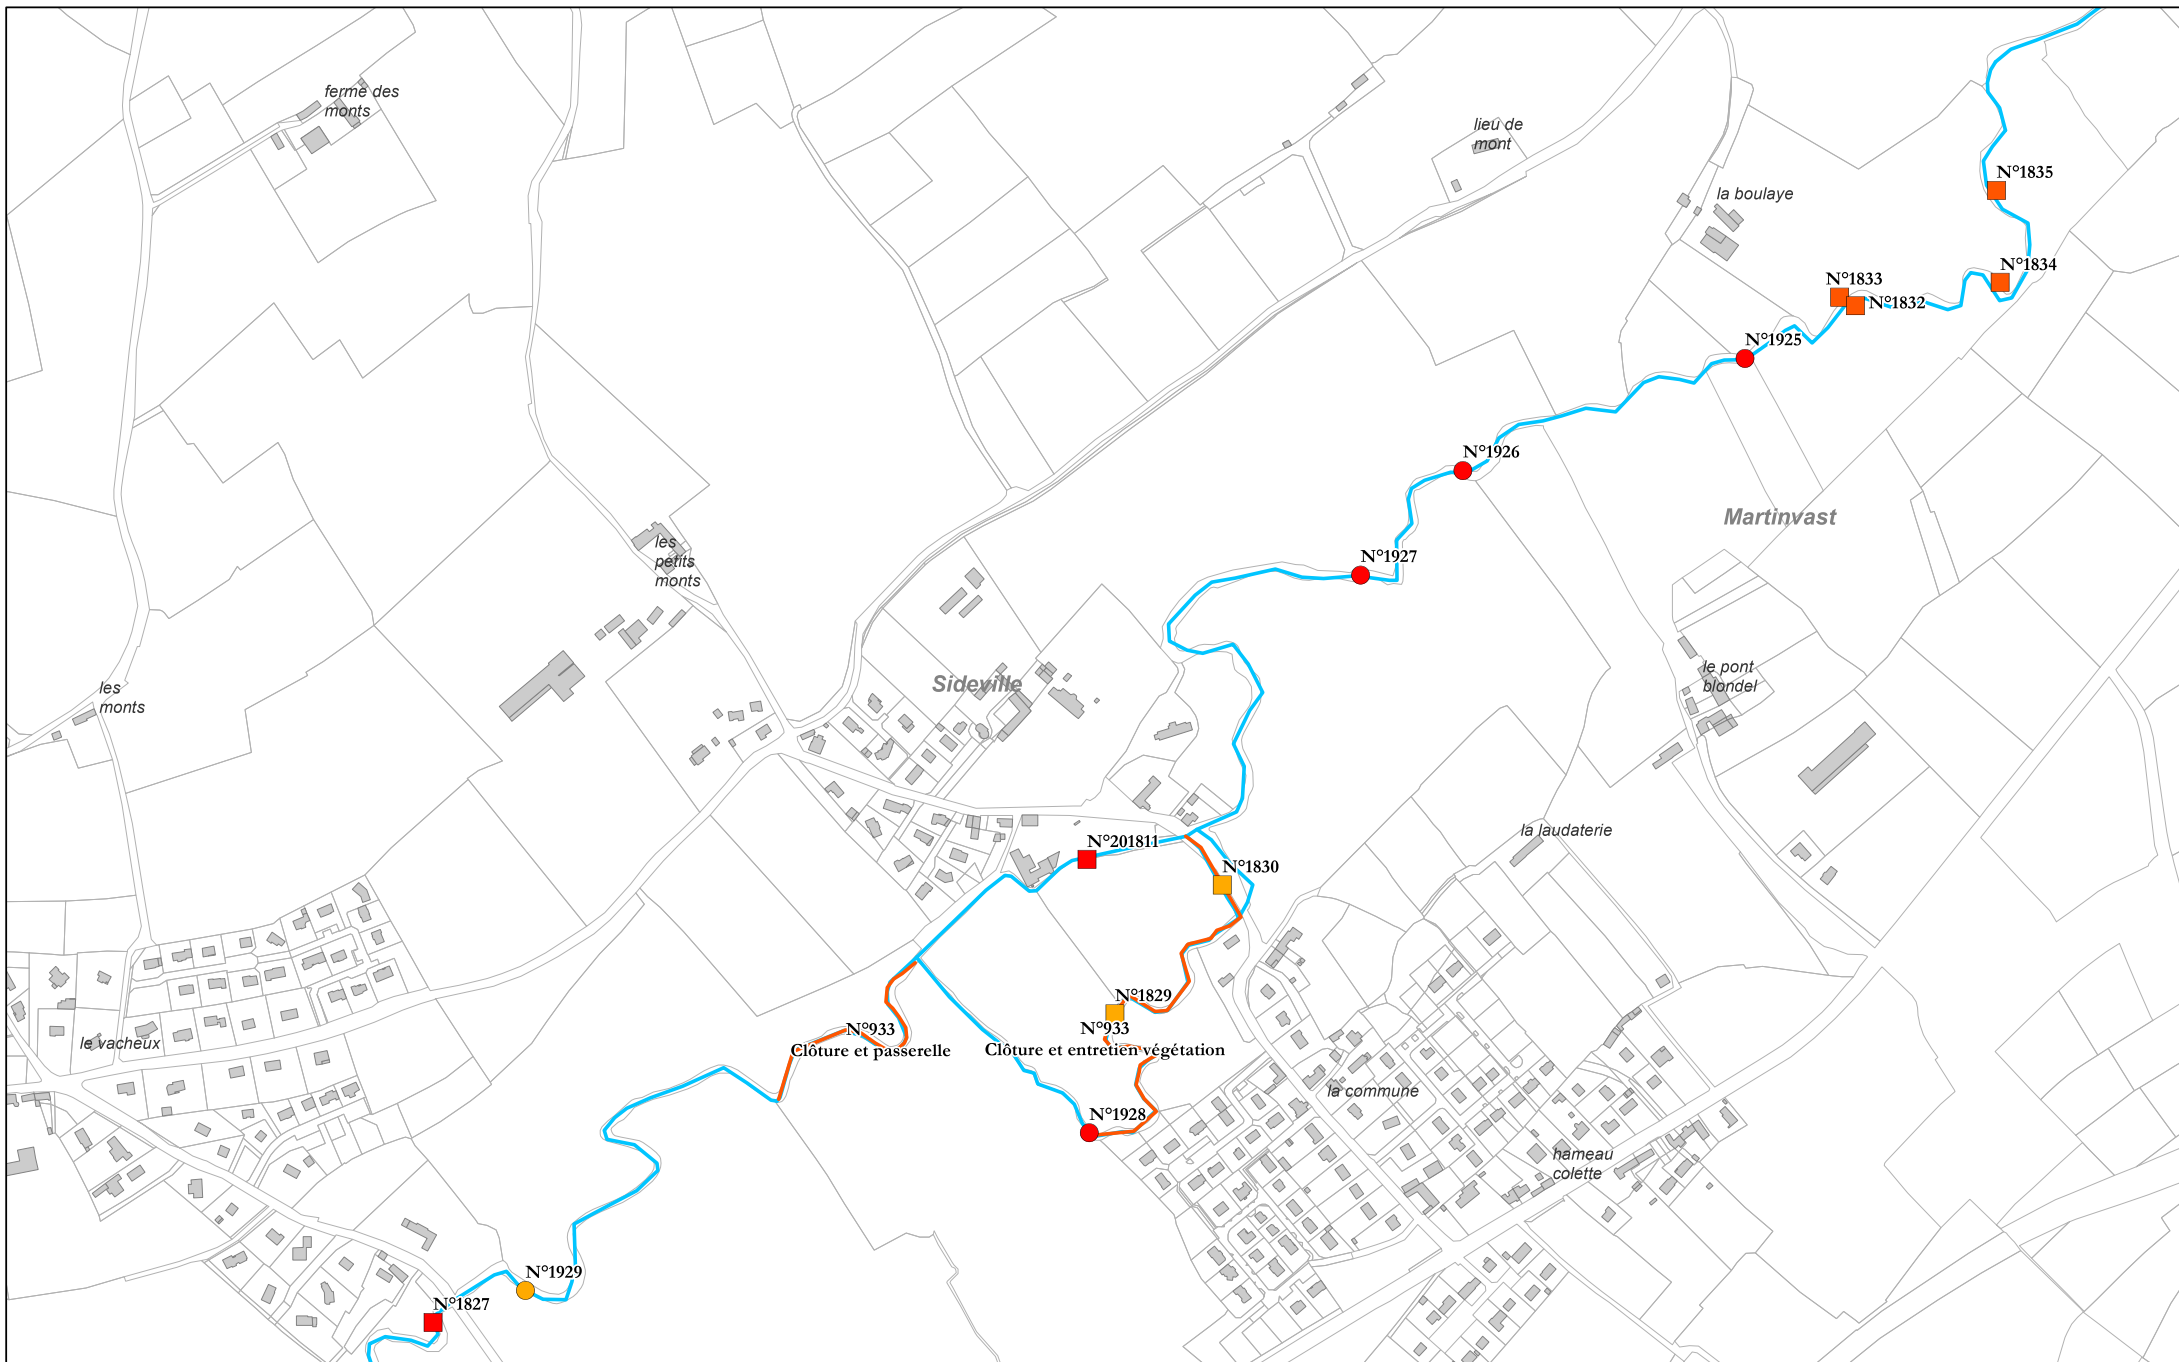 ferme des
monts
lieu de
mont
N°1835
la boulaye
N°1834
N°1833
N°1832
N°1925
N°1926
Martinvast
les
petits
monts
N°1927
le pont
blondel
Sideville
les
monts
la laudaterie
N°201811
N°1830
N°1829
N°933
Clôture et passerelle
N°933
Clôture et entretien végétation
le vacheux
la commune
N°1928
hameau
colette
N°1929
N°1827